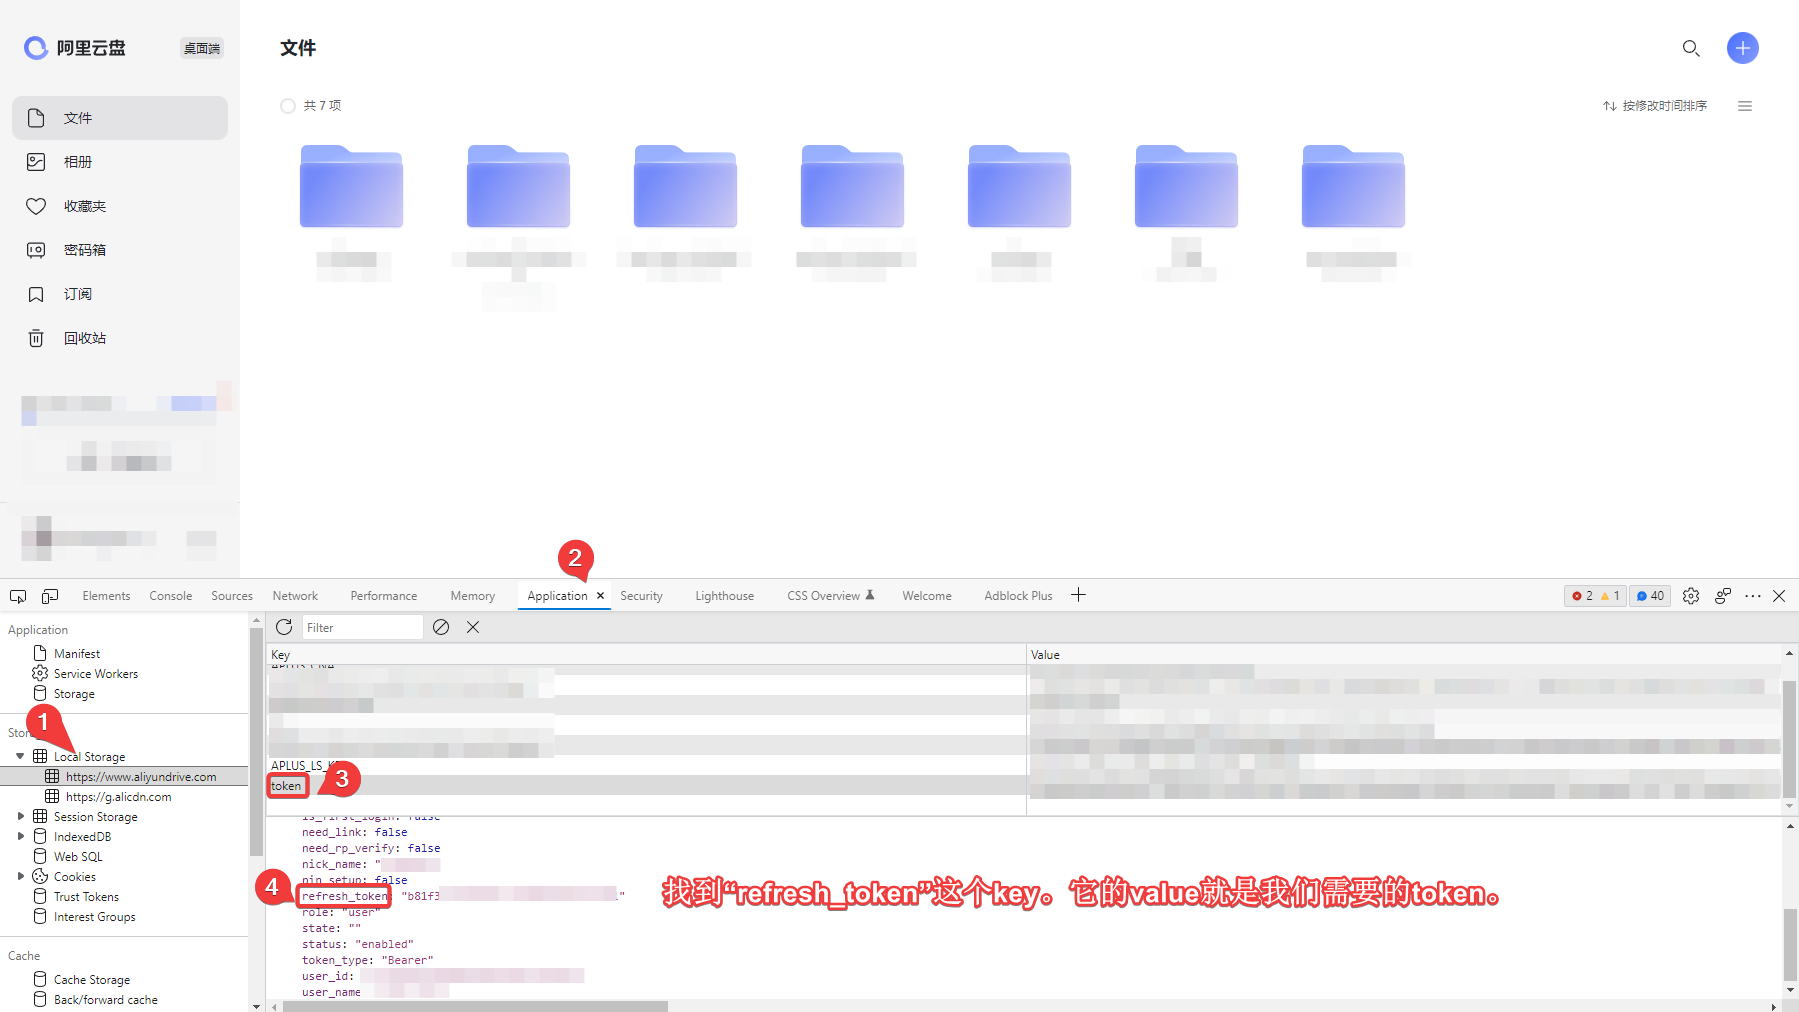 阿里云盘
桌面端
文件
文件
相册
收藏夹
密码箱
订阅
回收站
共 7 项
按修改时间排序
2
Elements
Console
Sources
Network
Performance
Memory
Application
Security
Lighthouse
CSS Overview
Welcome
Adblock Plus
2
1
40
Application
Manifest
Service Workers
Storage
1
Local Storage
https://www.aliyundrive.com
https://g.alicdn.com
Session Storage
IndexedDB
Web SQL
Cookies
Trust Tokens
Interest Groups
Cache
Cache Storage
Back/forward cache
Filter
Key
Value
APLUS_LS_K
token
3
is_first_login: false
need_link: false
need_rp_verify: false
nick_name: "
pin_setup: false
4
refresh_token: "b81f3
"
role: "user"
state: ""
status: "enabled"
token_type: "Bearer"
user_id:
user_name
找到“refresh_token”这个key。它的value就是我们需要的token。